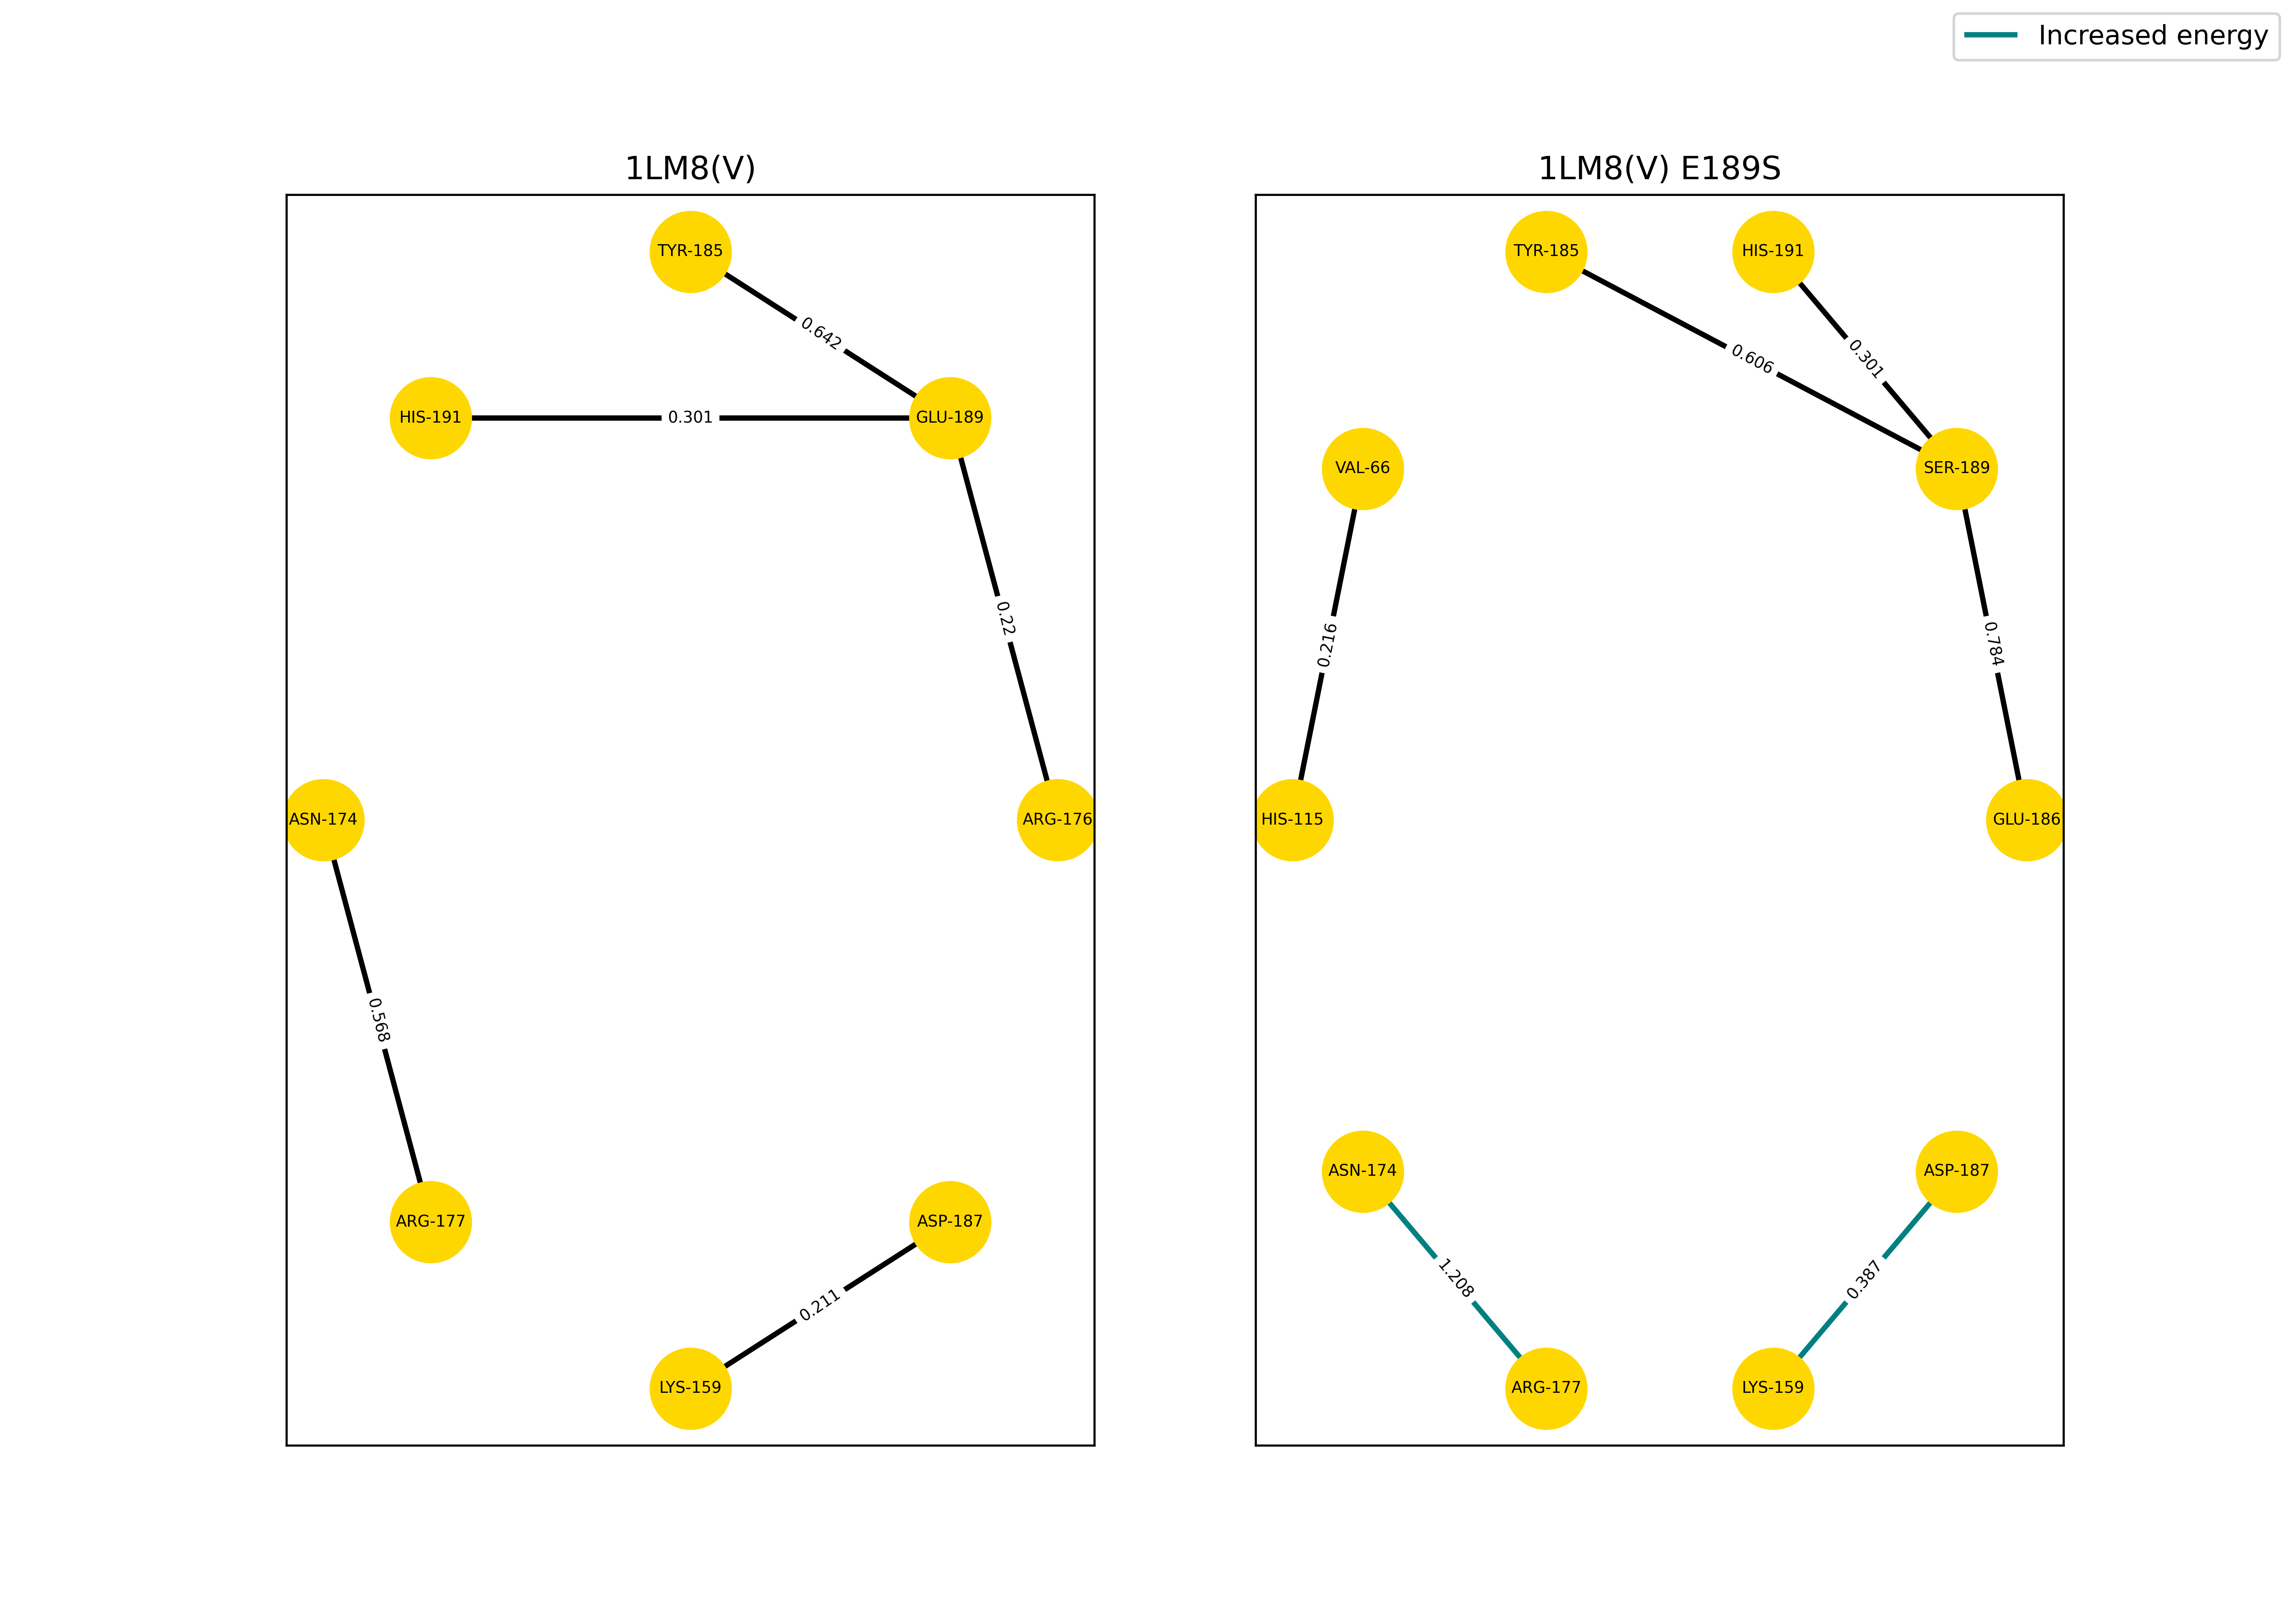 Increased energy
1LM8(V)
TYR-185
0.642
HIS-191
0.301
GLU-189
0.22
ASN-174
ARG-176
0.568
ARG-177
ASP-187
0.211
LYS-159
1LM8(V) E189S
TYR-185
HIS-191
0.606
0.301
VAL-66
SER-189
0.216
0.784
HIS-115
GLU-186
ASN-174
ASP-187
1.208
0.387
ARG-177
LYS-159